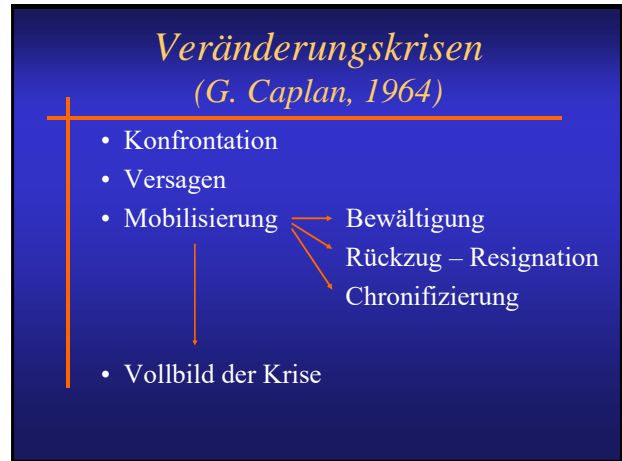 Veränderungskrisen
(G. Caplan, 1964)
• Konfrontation
• Versagen
• Mobilisierung Bewältigung
Rückzug – Resignation
Chronifizierung
• Vollbild der Krise